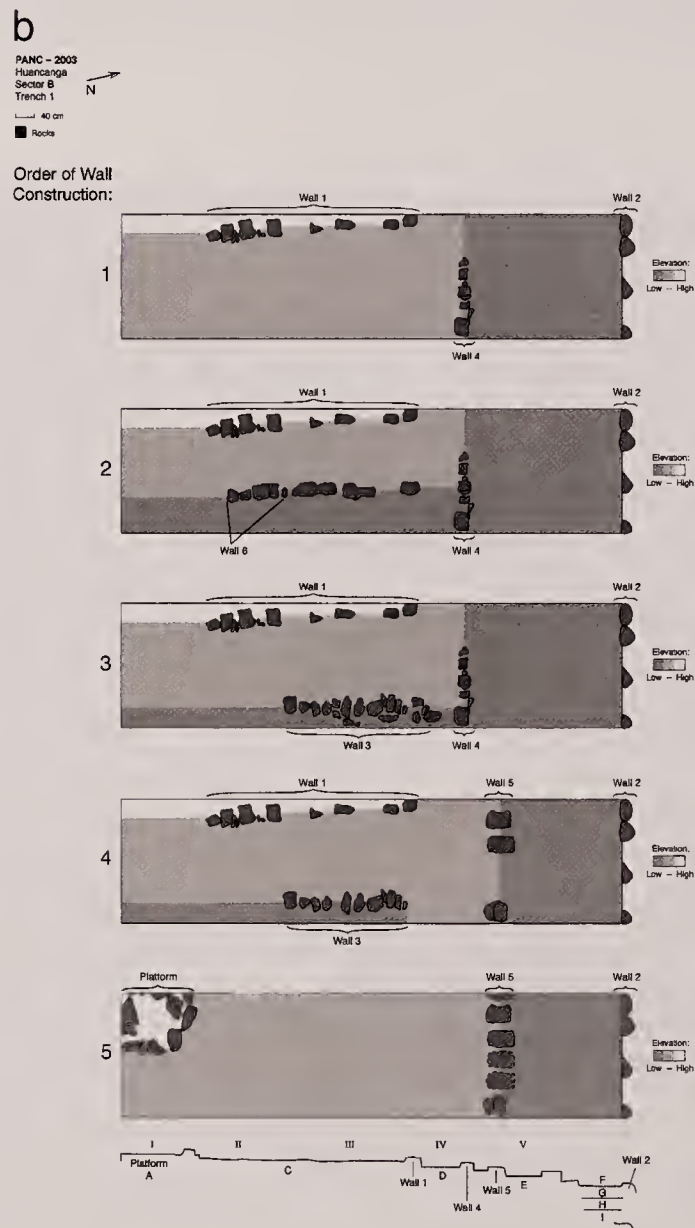 b
PANC – 2003
Huancanga
Sector B
Trench 1
N
40 cm
Rocks
Order of Wall
Construction:
Wall 1
Wall 2
1
Elevation:
Low – High
Wall 4
Wall 1
Wall 2
2
Elevation:
Low – High
Wall 6
Wall 4
Wall 1
Wall 2
3
Elevation:
Low – High
Wall 3
Wall 4
Wall 1
Wall 5
Wall 2
4
Elevation:
Low – High
Wall 3
Platform
Wall 5
Wall 2
5
Elevation:
Low – High
I II III IV V
Platform
A C D E F G H I
Wall 1
Wall 4
Wall 5
Wall 2